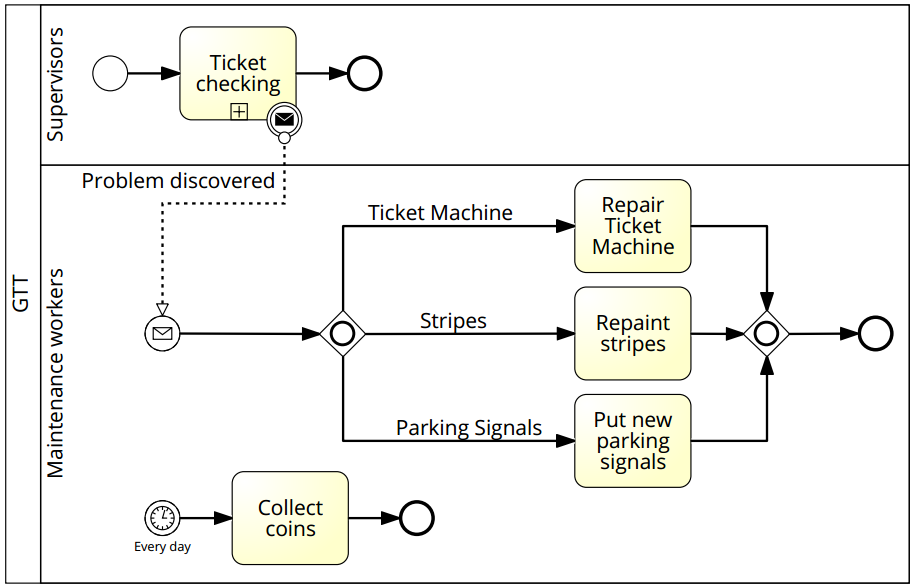 GTT
Supervisors
Ticket
checking
Problem discovered
Maintenance workers
Ticket Machine
Repair
Ticket
Machine
Stripes
Repaint
stripes
Parking Signals
Put new
parking
signals
Every day
Collect
coins